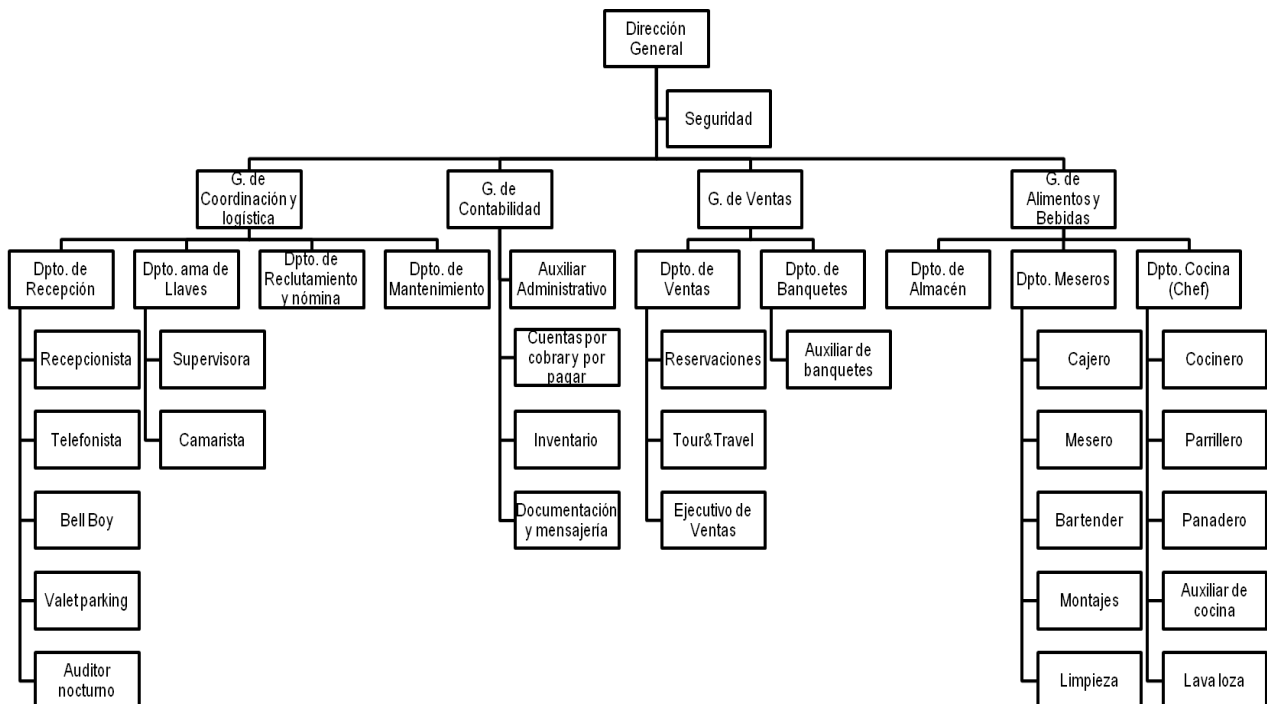 Dirección
General
Seguridad
G. de
Coordinación y
logística
G. de
Contabilidad
G. de Ventas
G. de
Alimentos y
Bebidas
Dpto. de
Recepción
Dpto. ama de
Llaves
Dpto. de
Reclutamiento
y nómina
Dpto. de
Mantenimiento
Auxiliar
Administrativo
Dpto. de
Ventas
Dpto. de
Banquetes
Dpto. de
Almacén
Dpto. Meseros
Dpto. Cocina
(Chef)
Recepcionista
Supervisora
Cuentas por
cobrar y por
pagar
Reservaciones
Auxiliar de
banquetes
Cajero
Cocinero
Telefonista
Camarista
Inventario
Tour&Travel
Mesero
Parrillero
Bell Boy
Documentación
y mensajería
Ejecutivo de
Ventas
Bartender
Panadero
Valet parking
Montajes
Auxiliar de
cocina
Auditor
nocturno
Limpieza
Lava loza